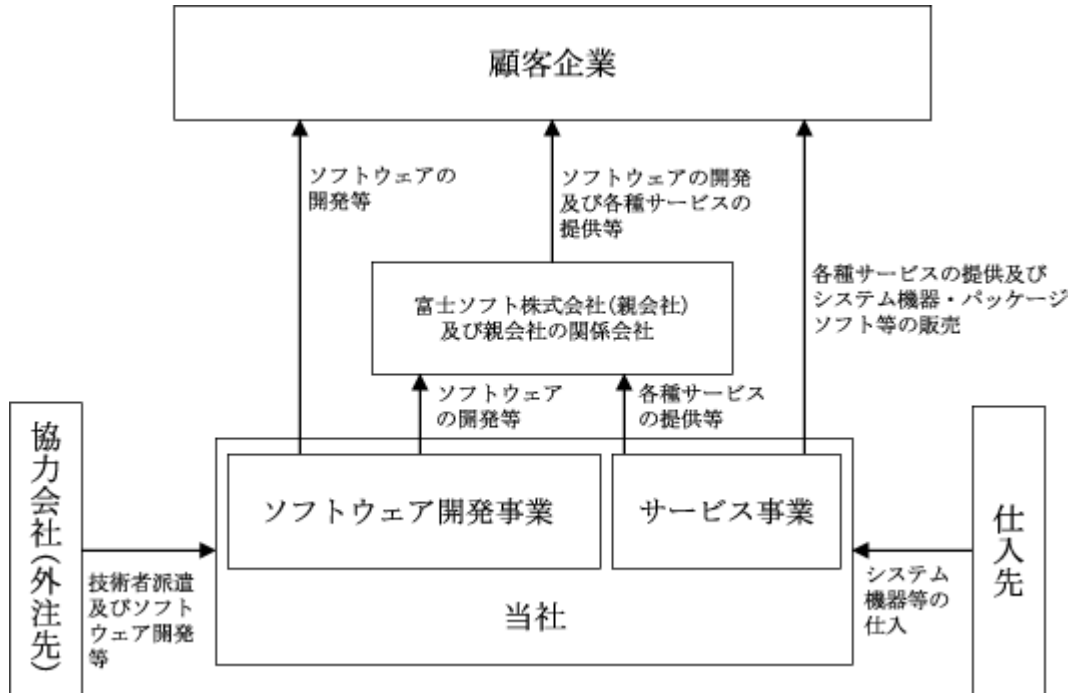 顧客企業
ソフトウェアの
開発等
ソフトウェアの開発
及び各種サービスの
提供等
各種サービスの提供及び
システム機器・パッケージ
ソフト等の販売
富士ソフト株式会社(親会社)
及び親会社の関係会社
ソフトウェア
の開発等
各種サービス
の提供等
協力会社(外注先)
ソフトウェア開発事業
サービス事業
仕入先
技術者派遣
及びソフト
ウェア開発
等
システム
機器等の
仕入
当社